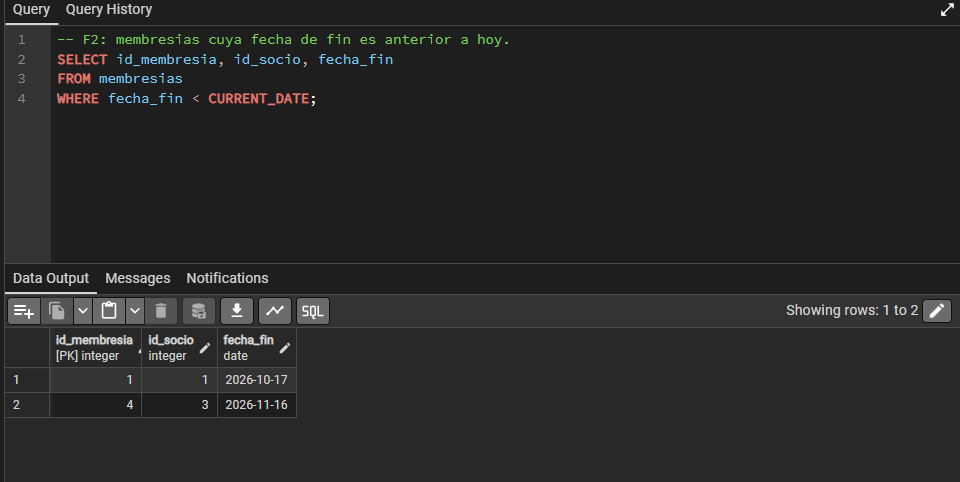 Query Query History
1 -- F2: membresias cuya fecha de fin es anterior a hoy.
2 SELECT id_membresia, id_socio, fecha_fin
3 FROM membresias
4 WHERE fecha_fin < CURRENT_DATE;
Data Output Messages Notifications
SQL Showing rows: 1 to 2
id_membresia id_socio fecha_fin
[PK] integer integer date
1 1 1 2026-10-17
2 4 3 2026-11-16